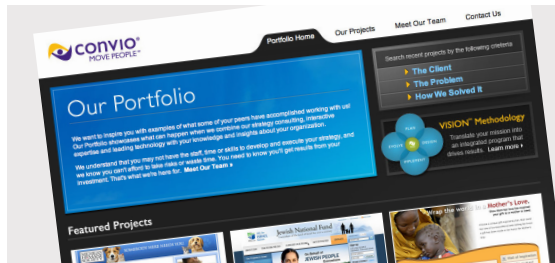 convio
MOVE PEOPLE™
Portfolio Home
Our Projects
Meet Our Team
Contact Us
Our Portfolio
We want to inspire you with examples of what some of your peers have accomplished working with us!
Our Portfolio showcases what can happen when we combine our strategy consulting, interactive
expertise and leading technology with your knowledge and insights about your organization.
We understand that you may not have the staff, time or skills to develop and execute your strategy, and
we know you can't afford to take risks or waste time. You need to know you'll get results from your
investment. That's what we're here for. Meet Our Team
Search recent projects by the following criteria
The Client
The Problem
How We Solved It
VISION™ Methodology
Translate your mission into
an integrated program that
drives results. Learn more
Featured Projects
Jewish National Fund
JEWISH PEOPLE
Wrap the world in a Mother's Love.